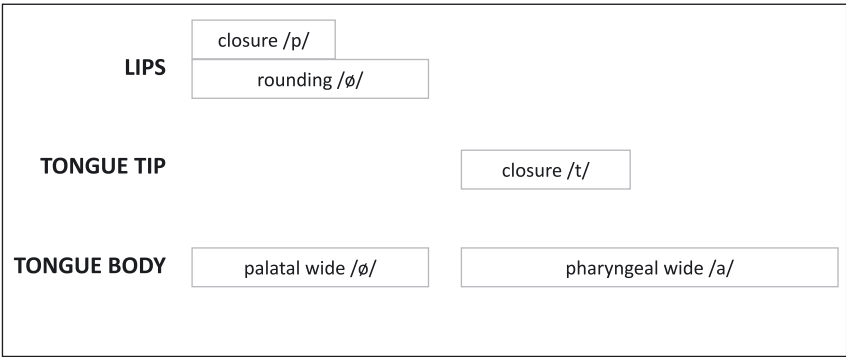 closure /p/
LIPS
rounding /ø/
TONGUE TIP
closure /t/
TONGUE BODY
palatal wide /ø/
pharyngeal wide /a/